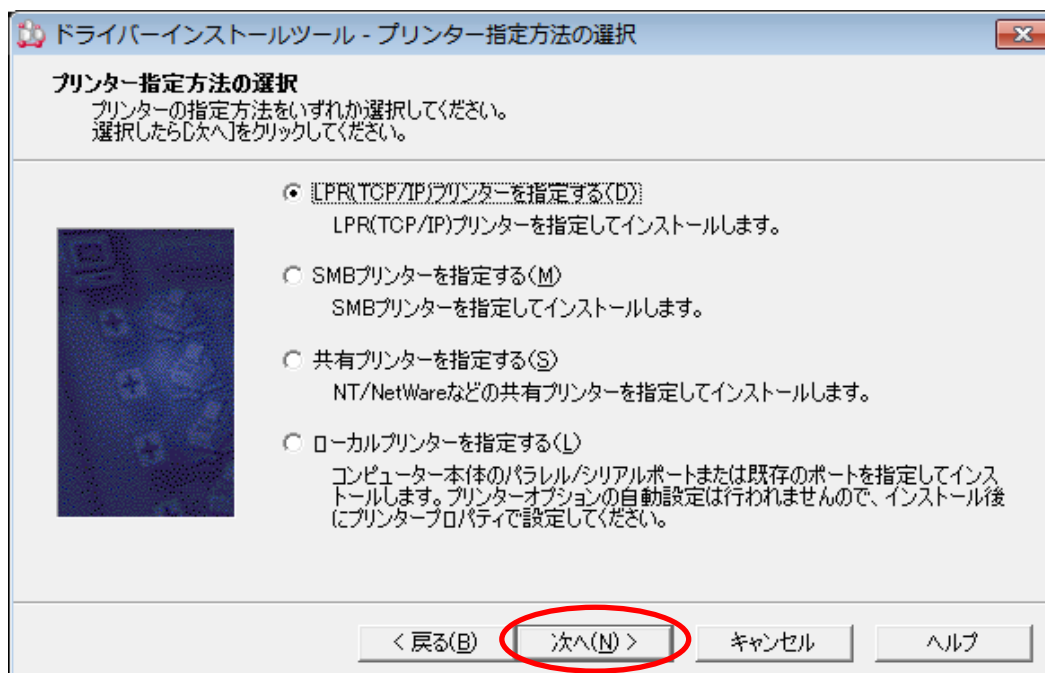 ドライバーインストールツール - プリンター指定方法の選択
プリンター指定方法の選択
プリンターの指定方法をいずれか選択してください。
選択したら[次へ]をクリックしてください。
LPR(TCP/IP)プリンターを指定する(D)
LPR(TCP/IP)プリンターを指定してインストールします。
SMBプリンターを指定する(M)
SMBプリンターを指定してインストールします。
共有プリンターを指定する(S)
NT/NetWareなどの共有プリンターを指定してインストールします。
ローカルプリンターを指定する(L)
コンピューター本体のパラレル/シリアルポートまたは既存のポートを指定してインス
トールします。プリンターオプションの自動設定は行われませんので、インストール後
にプリンタープロパティで設定してください。
< 戻る(B) 次へ(N) > キャンセル ヘルプ